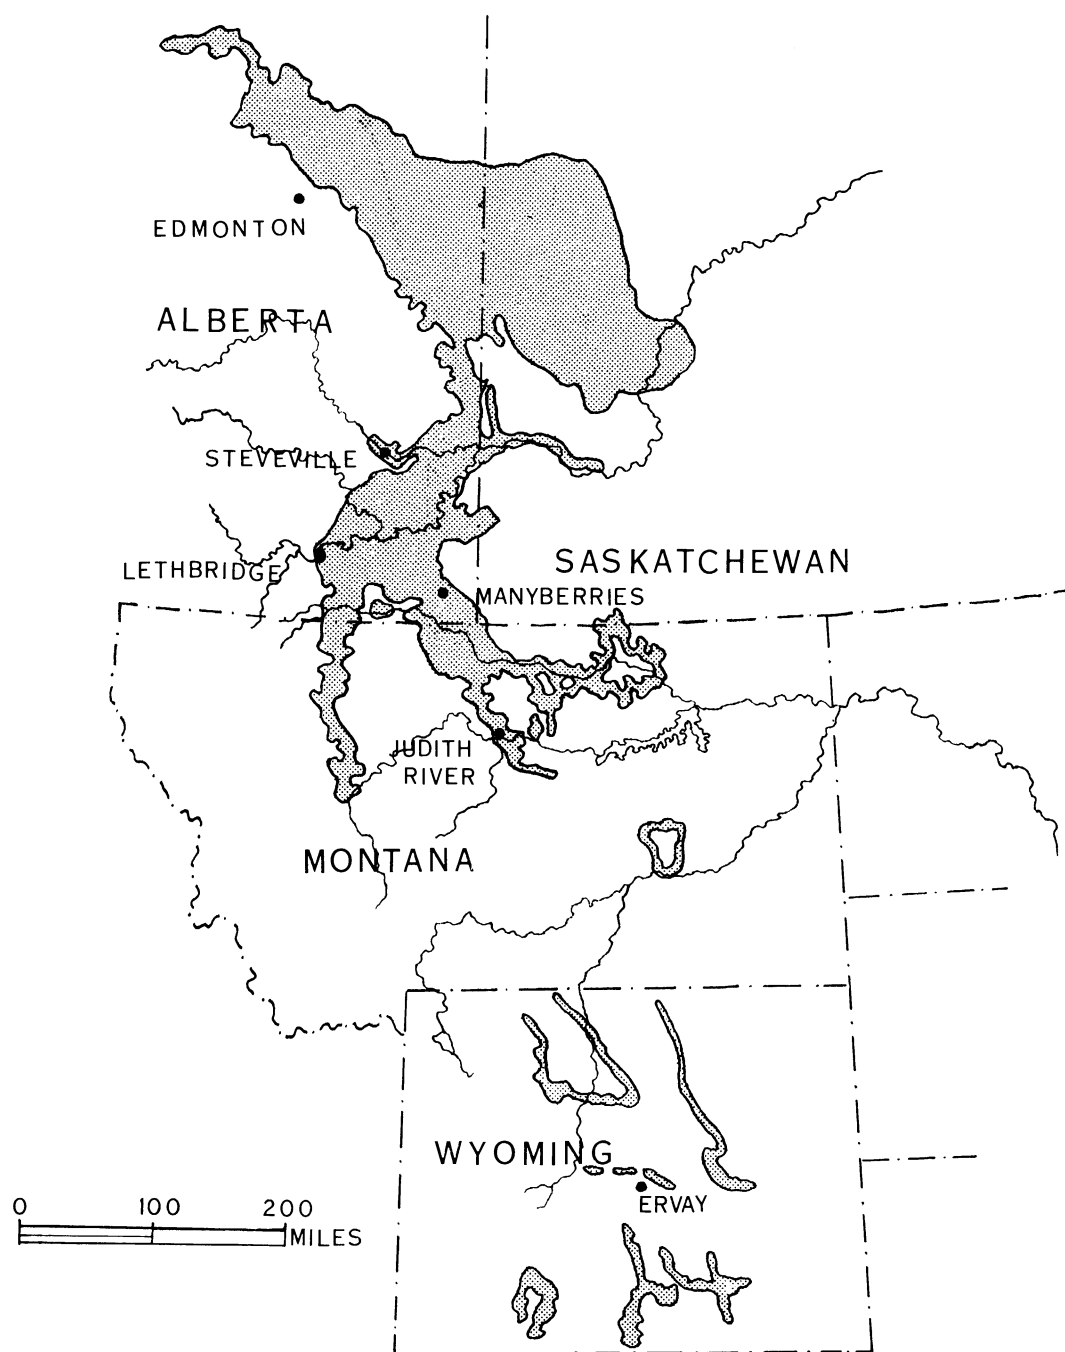 EDMONTON
ALBERTA
STEVEVILLE
SASKATCHEWAN
LETHBRIDGE
MANYBERRIES
JUDITH
RIVER
MONTANA
WYOMING
ERVAY
0 100 200
MILES